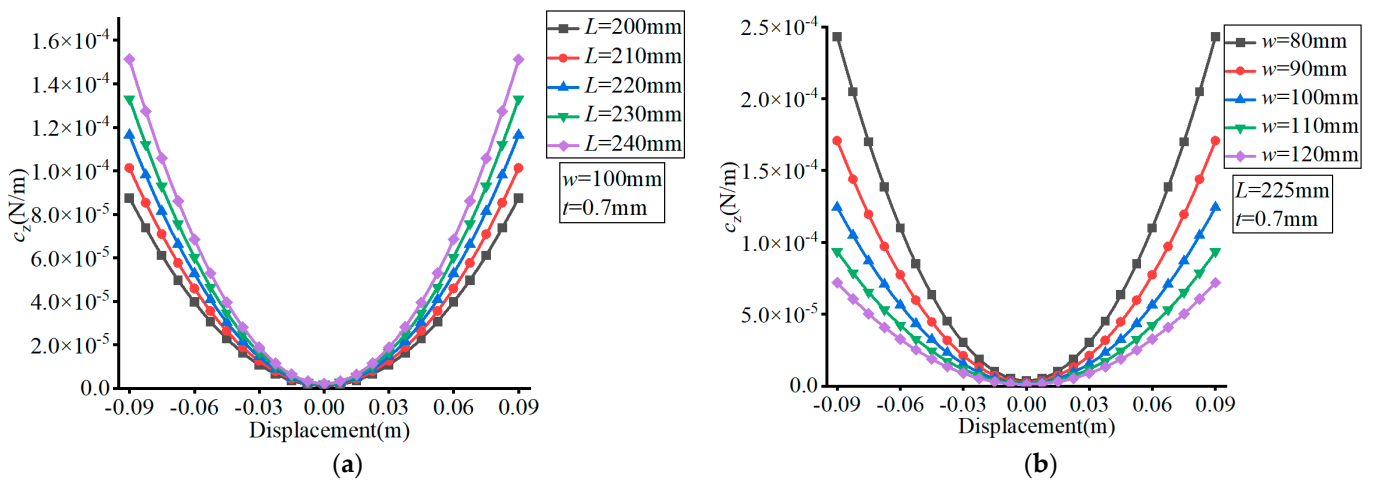 1.6×10⁻⁴
1.4×10⁻⁴
1.2×10⁻⁴
1.0×10⁻⁴
8.0×10⁻⁵
6.0×10⁻⁵
4.0×10⁻⁵
2.0×10⁻⁵
0.0
c_z(N/m)
-0.09 -0.06 -0.03 0.00 0.03 0.06 0.09
Displacement(m)
L=200mm
L=210mm
L=220mm
L=230mm
L=240mm
w=100mm
t=0.7mm
(a)
2.5×10⁻⁴
2.0×10⁻⁴
1.5×10⁻⁴
1.0×10⁻⁴
5.0×10⁻⁵
0.0
c_z(N/m)
-0.09 -0.06 -0.03 0.00 0.03 0.06 0.09
Displacement(m)
w=80mm
w=90mm
w=100mm
w=110mm
w=120mm
L=225mm
t=0.7mm
(b)